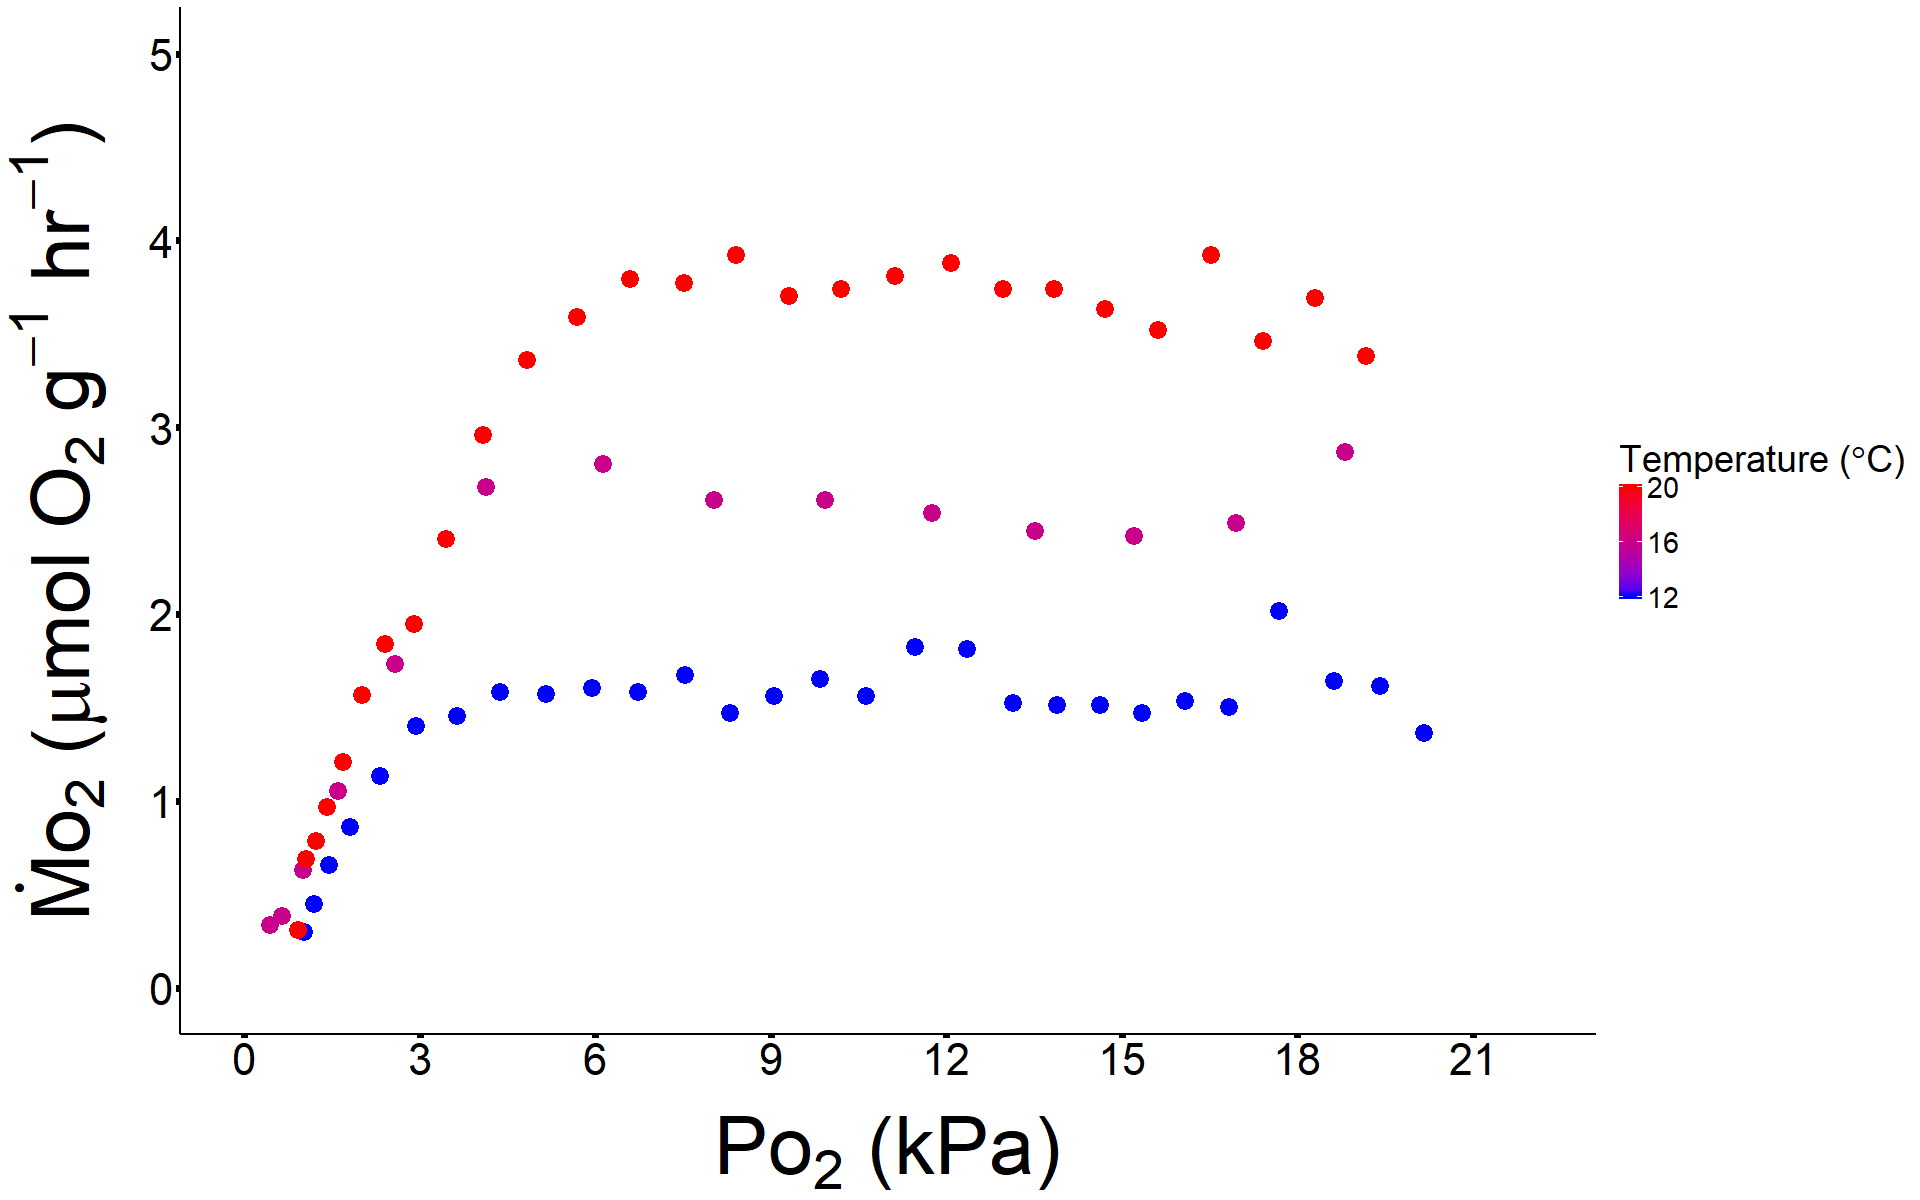 Ṁo₂ (μmol O₂ g⁻¹ hr⁻¹)
5
4
3
2
1
0
0 3 6 9 12 15 18 21
Po₂ (kPa)
Temperature (°C)
20
16
12